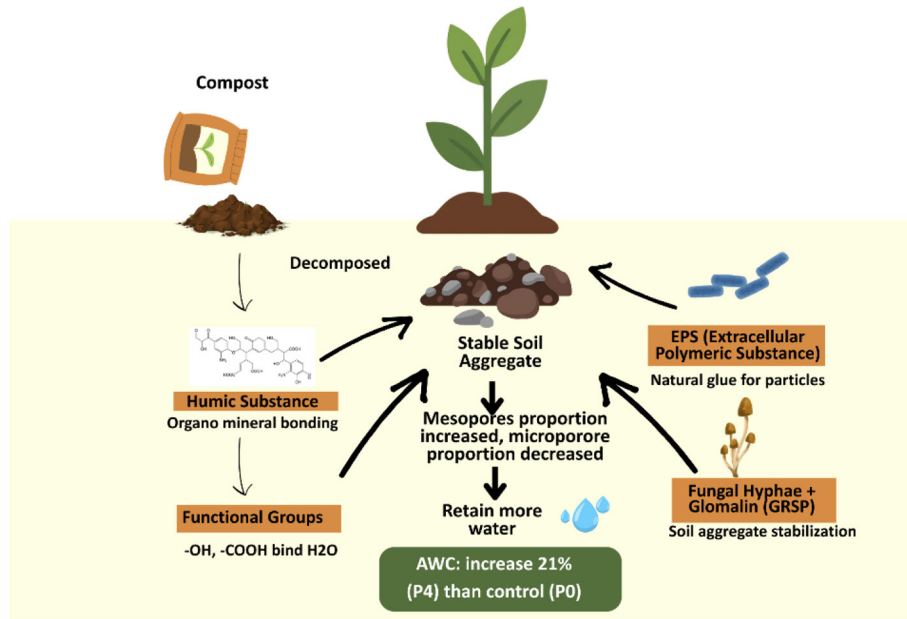 Compost
Decomposed
Humic Substance
Organo mineral bonding
Functional Groups
-OH, -COOH bind H2O
Stable Soil
Aggregate
Mesopores proportion
increased, microporore
proportion decreased
Retain more
water
AWC: increase 21%
(P4) than control (P0)
EPS (Extracellular
Polymeric Substance)
Natural glue for particles
Fungal Hyphae +
Glomalin (GRSP)
Soil aggregate stabilization